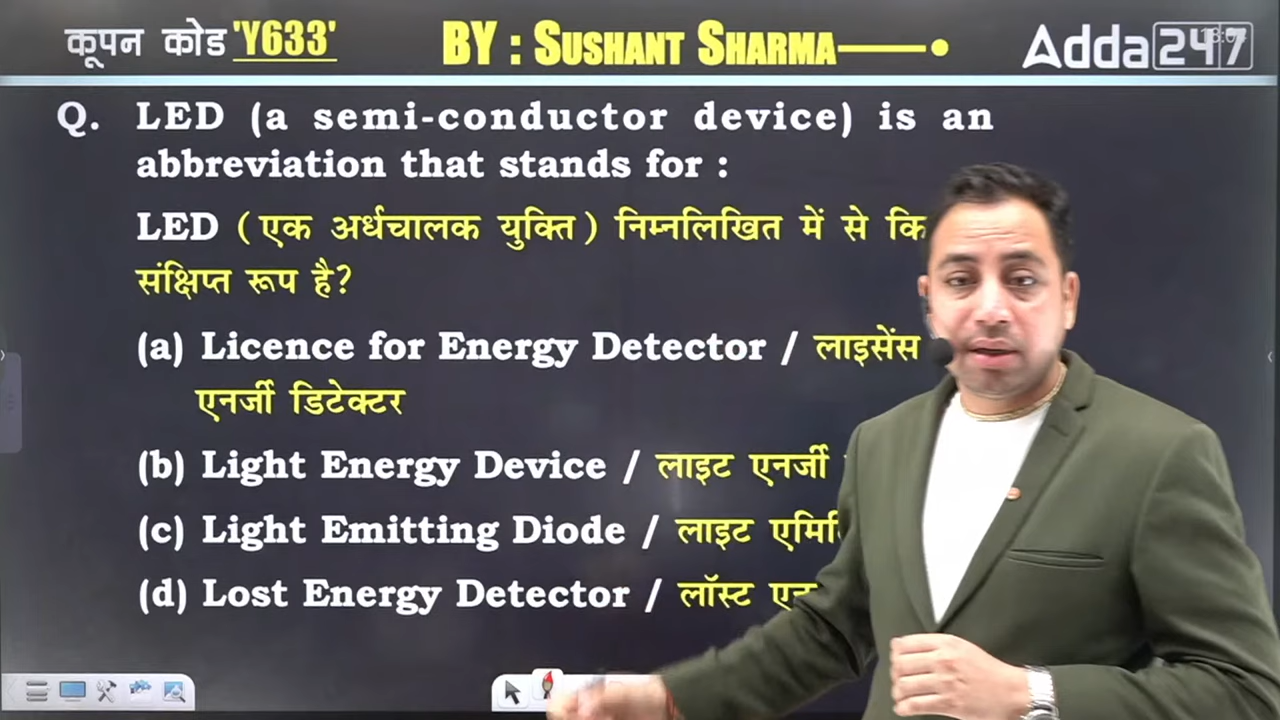 कूपन कोड 'Y633' BY : SUSHANT SHARMA Adda247
Q. LED (a semi-conductor device) is an
abbreviation that stands for :
LED (एक अर्धचालक युक्ति) निम्नलिखित में से
संक्षिप्त रूप है?
(a) Licence for Energy Detector / लाइसेंस
एनर्जी डिटेक्टर
(b) Light Energy Device / लाइट एनर्जी
(c) Light Emitting Diode / लाइट
(d) Lost Energy Detector / लॉस्ट